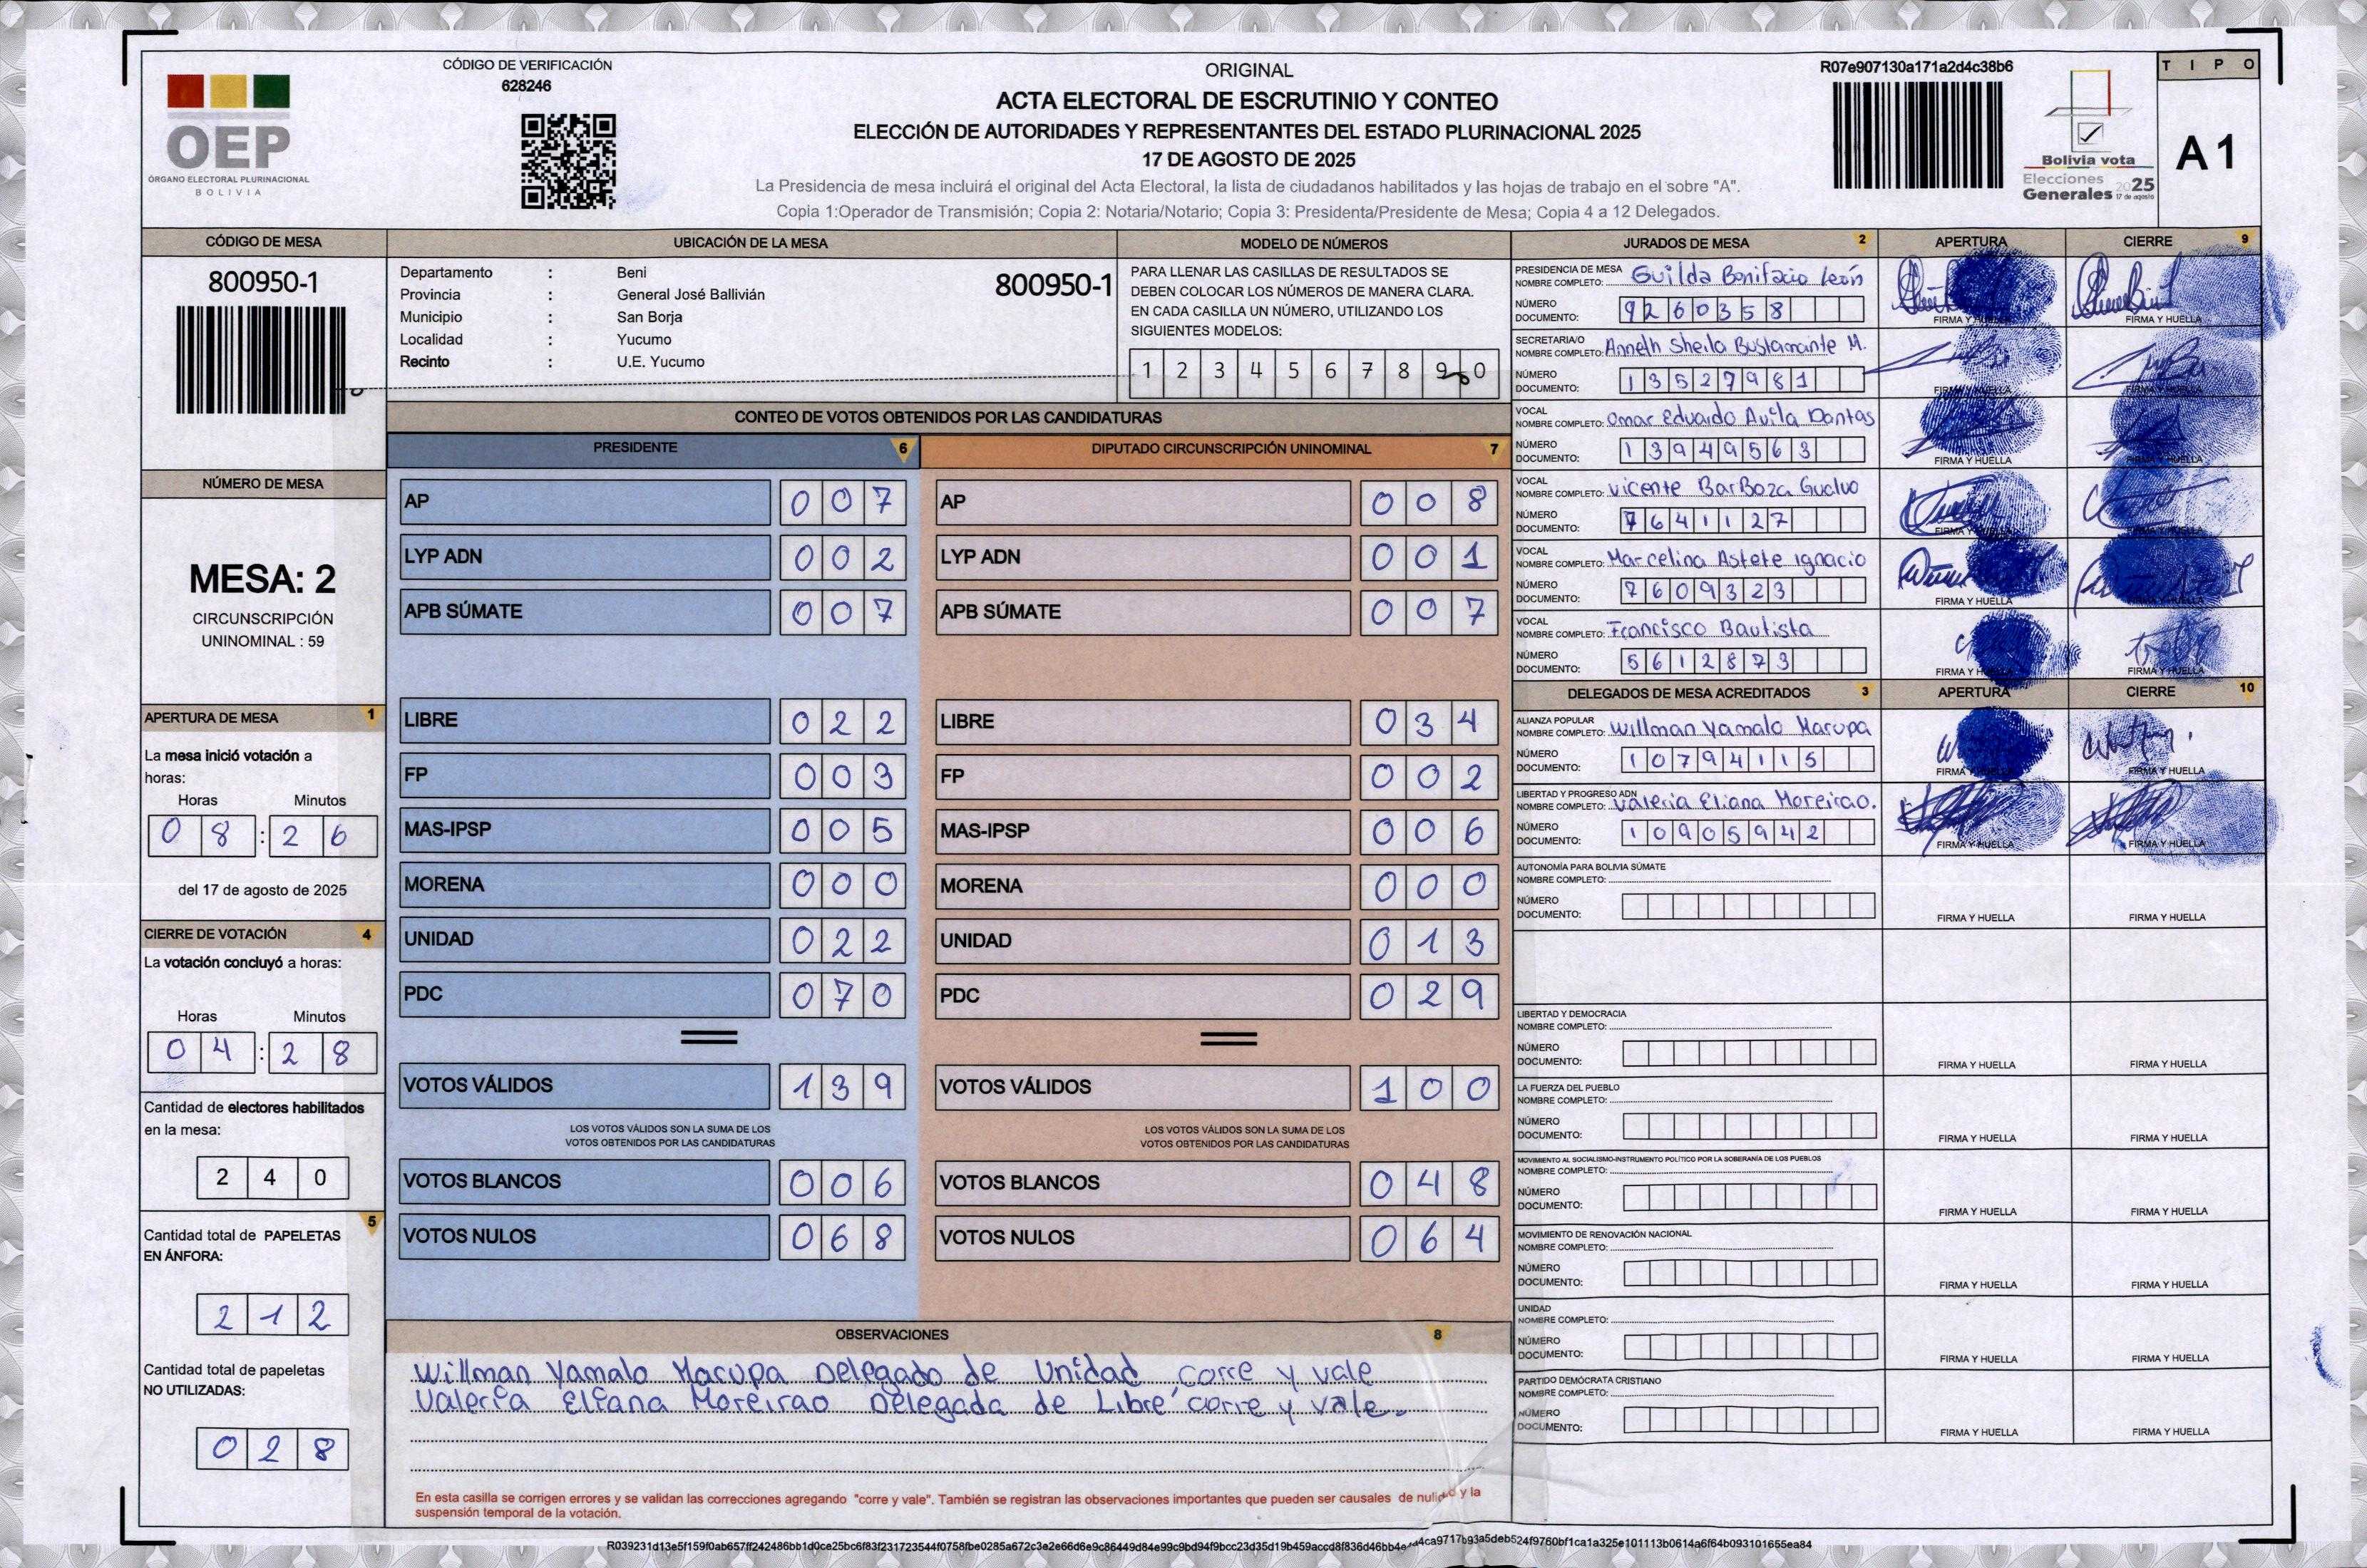 CÓDIGO DE VERIFICACIÓN
628246
OEP
ÓRGANO ELECTORAL PLURINACIONAL
BOLIVIA
ORIGINAL
ACTA ELECTORAL DE ESCRUTINIO Y CONTEO
ELECCIÓN DE AUTORIDADES Y REPRESENTANTES DEL ESTADO PLURINACIONAL 2025
17 DE AGOSTO DE 2025
La Presidencia de mesa incluirá el original del Acta Electoral, la lista de ciudadanos habilitados y las hojas de trabajo en el sobre "A".
Copia 1:Operador de Transmisión; Copia 2: Notaria/Notario; Copia 3: Presidenta/Presidente de Mesa; Copia 4 a 12 Delegados.
R07e907130a171a2d4c38b6
Bolivia vota
Elecciones
Generales 2025
17 de agosto
TIPO
A1
CÓDIGO DE MESA
800950-1
UBICACIÓN DE LA MESA
Departamento : Beni
Provincia : General José Ballivián
Municipio : San Borja
Localidad : Yucumo
Recinto : U.E. Yucumo
800950-1
MODELO DE NÚMEROS
PARA LLENAR LAS CASILLAS DE RESULTADOS SE
DEBEN COLOCAR LOS NÚMEROS DE MANERA CLARA.
EN CADA CASILLA UN NÚMERO, UTILIZANDO LOS
SIGUIENTES MODELOS:
1 2 3 4 5 6 7 8 9 0
NÚMERO DE MESA
MESA: 2
CIRCUNSCRIPCIÓN
UNINOMINAL : 59
APERTURA DE MESA 1
La mesa inició votación a
horas:
Horas Minutos
08 : 26
del 17 de agosto de 2025
CIERRE DE VOTACIÓN 4
La votación concluyó a horas:
Horas Minutos
04 : 28
Cantidad de electores habilitados
en la mesa:
240
5
Cantidad total de PAPELETAS
EN ÁNFORA:
212
Cantidad total de papeletas
NO UTILIZADAS:
028
CONTEO DE VOTOS OBTENIDOS POR LAS CANDIDATURAS
PRESIDENTE 6
AP 007
LYP ADN 002
APB SÚMATE 007
LIBRE 022
FP 003
MAS-IPSP 005
MORENA 000
UNIDAD 022
PDC 070
VOTOS VÁLIDOS 139
LOS VOTOS VÁLIDOS SON LA SUMA DE LOS
VOTOS OBTENIDOS POR LAS CANDIDATURAS
VOTOS BLANCOS 006
VOTOS NULOS 068
DIPUTADO CIRCUNSCRIPCIÓN UNINOMINAL 7
AP 008
LYP ADN 001
APB SÚMATE 007
LIBRE 034
FP 002
MAS-IPSP 006
MORENA 000
UNIDAD 013
PDC 029
VOTOS VÁLIDOS 100
LOS VOTOS VÁLIDOS SON LA SUMA DE LOS
VOTOS OBTENIDOS POR LAS CANDIDATURAS
VOTOS BLANCOS 048
VOTOS NULOS 064
OBSERVACIONES 8
Willman Yamalo Marupa Delegado de Unidad, corre y vale
Valeria Eliana Moreirao Delegada de Libre corre y vale.
En esta casilla se corrigen errores y se validan las correcciones agregando "corre y vale". También se registran las observaciones importantes que pueden ser causales de nulidad y la
suspensión temporal de la votación.
JURADOS DE MESA 2 APERTURA CIERRE 9
PRESIDENCIA DE MESA
NOMBRE COMPLETO: Guilda Bonifacio León
NÚMERO
DOCUMENTO: 9260358
FIRMA Y HUELLA FIRMA Y HUELLA
SECRETARIA/O
NOMBRE COMPLETO: Anneth Sheila Bustamante M.
NÚMERO
DOCUMENTO: 13527981
FIRMA Y HUELLA FIRMA Y HUELLA
VOCAL
NOMBRE COMPLETO: Omar Eduardo Avila Dantas
NÚMERO
DOCUMENTO: 13949563
FIRMA Y HUELLA FIRMA Y HUELLA
VOCAL
NOMBRE COMPLETO: Vicente BarBoza Gualuo
NÚMERO
DOCUMENTO: 7641127
FIRMA Y HUELLA FIRMA Y HUELLA
VOCAL
NOMBRE COMPLETO: Marcelina Astete ignacio
NÚMERO
DOCUMENTO: 7609323
FIRMA Y HUELLA FIRMA Y HUELLA
VOCAL
NOMBRE COMPLETO: Francisco Bautista
NÚMERO
DOCUMENTO: 5612873
FIRMA Y HUELLA FIRMA Y HUELLA
DELEGADOS DE MESA ACREDITADOS 3 APERTURA CIERRE 10
ALIANZA POPULAR
NOMBRE COMPLETO: Willman Yamalo Marupa
NÚMERO
DOCUMENTO: 10794115
FIRMA Y HUELLA FIRMA Y HUELLA
LIBERTAD Y PROGRESO ADN
NOMBRE COMPLETO: Valeria Eliana Moreirao.
NÚMERO
DOCUMENTO: 10905942
FIRMA Y HUELLA FIRMA Y HUELLA
AUTONOMÍA PARA BOLIVIA SÚMATE
NOMBRE COMPLETO:
NÚMERO
DOCUMENTO:
FIRMA Y HUELLA FIRMA Y HUELLA
LIBERTAD Y DEMOCRACIA
NOMBRE COMPLETO:
NÚMERO
DOCUMENTO:
FIRMA Y HUELLA FIRMA Y HUELLA
LA FUERZA DEL PUEBLO
NOMBRE COMPLETO:
NÚMERO
DOCUMENTO:
FIRMA Y HUELLA FIRMA Y HUELLA
MOVIMIENTO AL SOCIALISMO-INSTRUMENTO POLÍTICO POR LA SOBERANÍA DE LOS PUEBLOS
NOMBRE COMPLETO:
NÚMERO
DOCUMENTO:
FIRMA Y HUELLA FIRMA Y HUELLA
MOVIMIENTO DE RENOVACIÓN NACIONAL
NOMBRE COMPLETO:
NÚMERO
DOCUMENTO:
FIRMA Y HUELLA FIRMA Y HUELLA
UNIDAD
NOMBRE COMPLETO:
NÚMERO
DOCUMENTO:
FIRMA Y HUELLA FIRMA Y HUELLA
PARTIDO DEMÓCRATA CRISTIANO
NOMBRE COMPLETO:
NÚMERO
DOCUMENTO:
FIRMA Y HUELLA FIRMA Y HUELLA